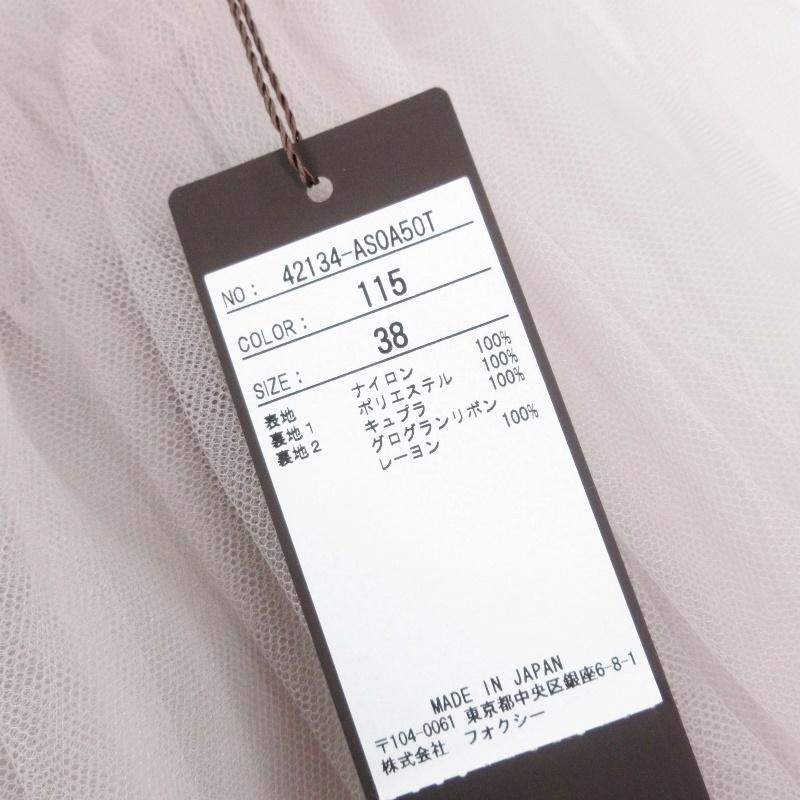 NO: 42134-ASOA50T
COLOR: 115
SIZE: 38
表地 ナイロン 100%
裏地1 ポリエステル 100%
裏地2 キュプラ 100%
グログランリボン
レーヨン 100%
MADE IN JAPAN
〒104-0061 東京都中央区銀座6-8-1
株式会社 フォクシー